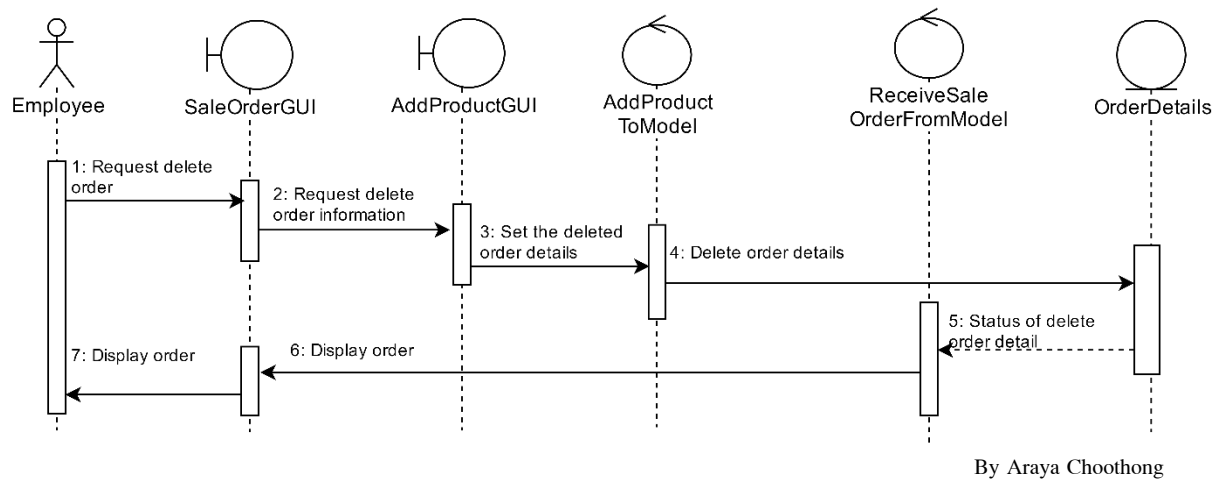 Employee
SaleOrderGUI
AddProductGUI
AddProduct
ToModel
ReceiveSale
OrderFromModel
OrderDetails
1: Request delete
order
2: Request delete
order information
3: Set the deleted
order details
4: Delete order details
5: Status of delete
order detail
6: Display order
7: Display order
By Araya Choothong